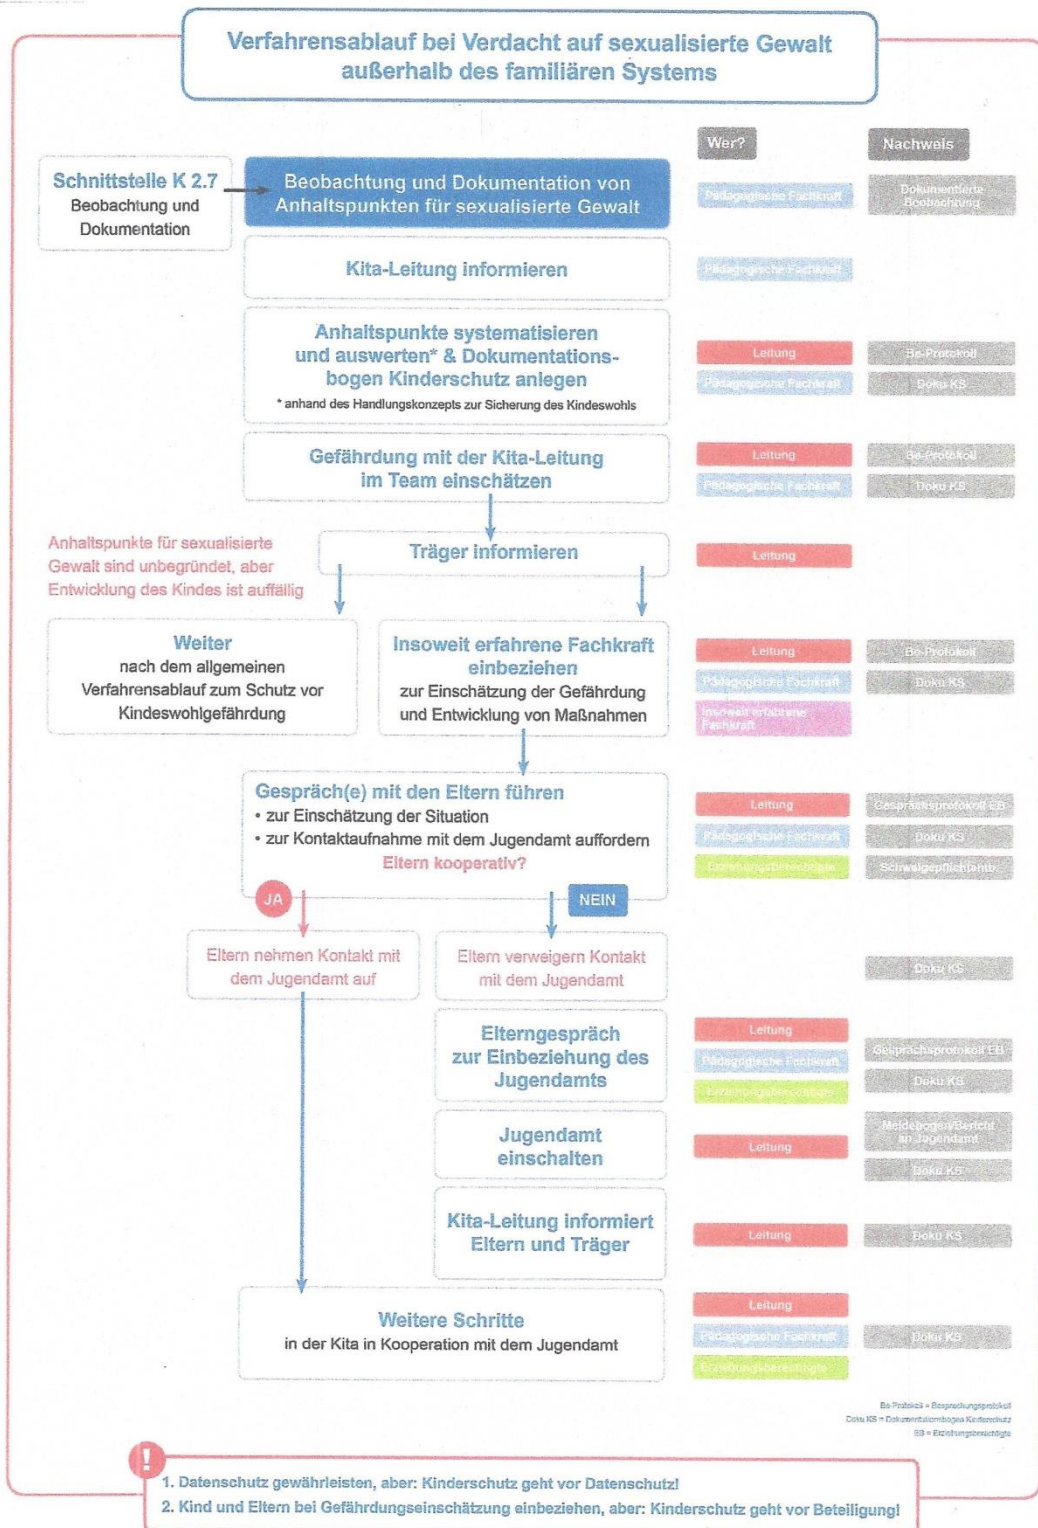 Verfahrensablauf bei Verdacht auf sexualisierte Gewalt
außerhalb des familiären Systems
Wer?
Nachweis
Schnittstelle K 2.7
Beobachtung und
Dokumentation
Beobachtung und Dokumentation von
Anhaltspunkten für sexualisierte Gewalt
Pädagogische Fachkraft
Dokumentierte
Beobachtung
Kita-Leitung informieren
Pädagogische Fachkraft
Anhaltspunkte systematisieren
und auswerten* & Dokumentations-
bogen Kinderschutz anlegen
* anhand des Handlungskonzepts zur Sicherung des Kindeswohls
Leitung
Be-Protokoll
Pädagogische Fachkraft
Doku KS
Gefährdung mit der Kita-Leitung
im Team einschätzen
Leitung
Be-Protokoll
Pädagogische Fachkraft
Doku KS
Anhaltspunkte für sexualisierte
Gewalt sind unbegründet, aber
Entwicklung des Kindes ist auffällig
Träger informieren
Leitung
Weiter
nach dem allgemeinen
Verfahrensablauf zum Schutz vor
Kindeswohlgefährdung
Insoweit erfahrene Fachkraft
einbeziehen
zur Einschätzung der Gefährdung
und Entwicklung von Maßnahmen
Leitung
Be-Protokoll
Pädagogische Fachkraft
Doku KS
Insoweit erfahrene
Fachkraft
Gespräch(e) mit den Eltern führen
• zur Einschätzung der Situation
• zur Kontaktaufnahme mit dem Jugendamt auffordern
Eltern kooperativ?
Leitung
Gesprächsprotokoll EB
Pädagogische Fachkraft
Doku KS
Erziehungsberechtigte
Schweigepflichtentb.
JA
NEIN
Eltern nehmen Kontakt mit
dem Jugendamt auf
Eltern verweigern Kontakt
mit dem Jugendamt
Doku KS
Elterngespräch
zur Einbeziehung des
Jugendamts
Leitung
Pädagogische Fachkraft
Erziehungsberechtigte
Gesprächsprotokoll EB
Doku KS
Jugendamt
einschalten
Leitung
Meldebogen/Bericht
an Jugendamt
Doku KS
Kita-Leitung informiert
Eltern und Träger
Leitung
Doku KS
Weitere Schritte
in der Kita in Kooperation mit dem Jugendamt
Leitung
Pädagogische Fachkraft
Doku KS
Erziehungsberechtigte
Be-Protokoll = Besprechungsprotokoll
Doku KS = Dokumentationsbogen Kinderschutz
EB = Erziehungsberechtigte
!
1. Datenschutz gewährleisten, aber: Kinderschutz geht vor Datenschutz!
2. Kind und Eltern bei Gefährdungseinschätzung einbeziehen, aber: Kinderschutz geht vor Beteiligung!